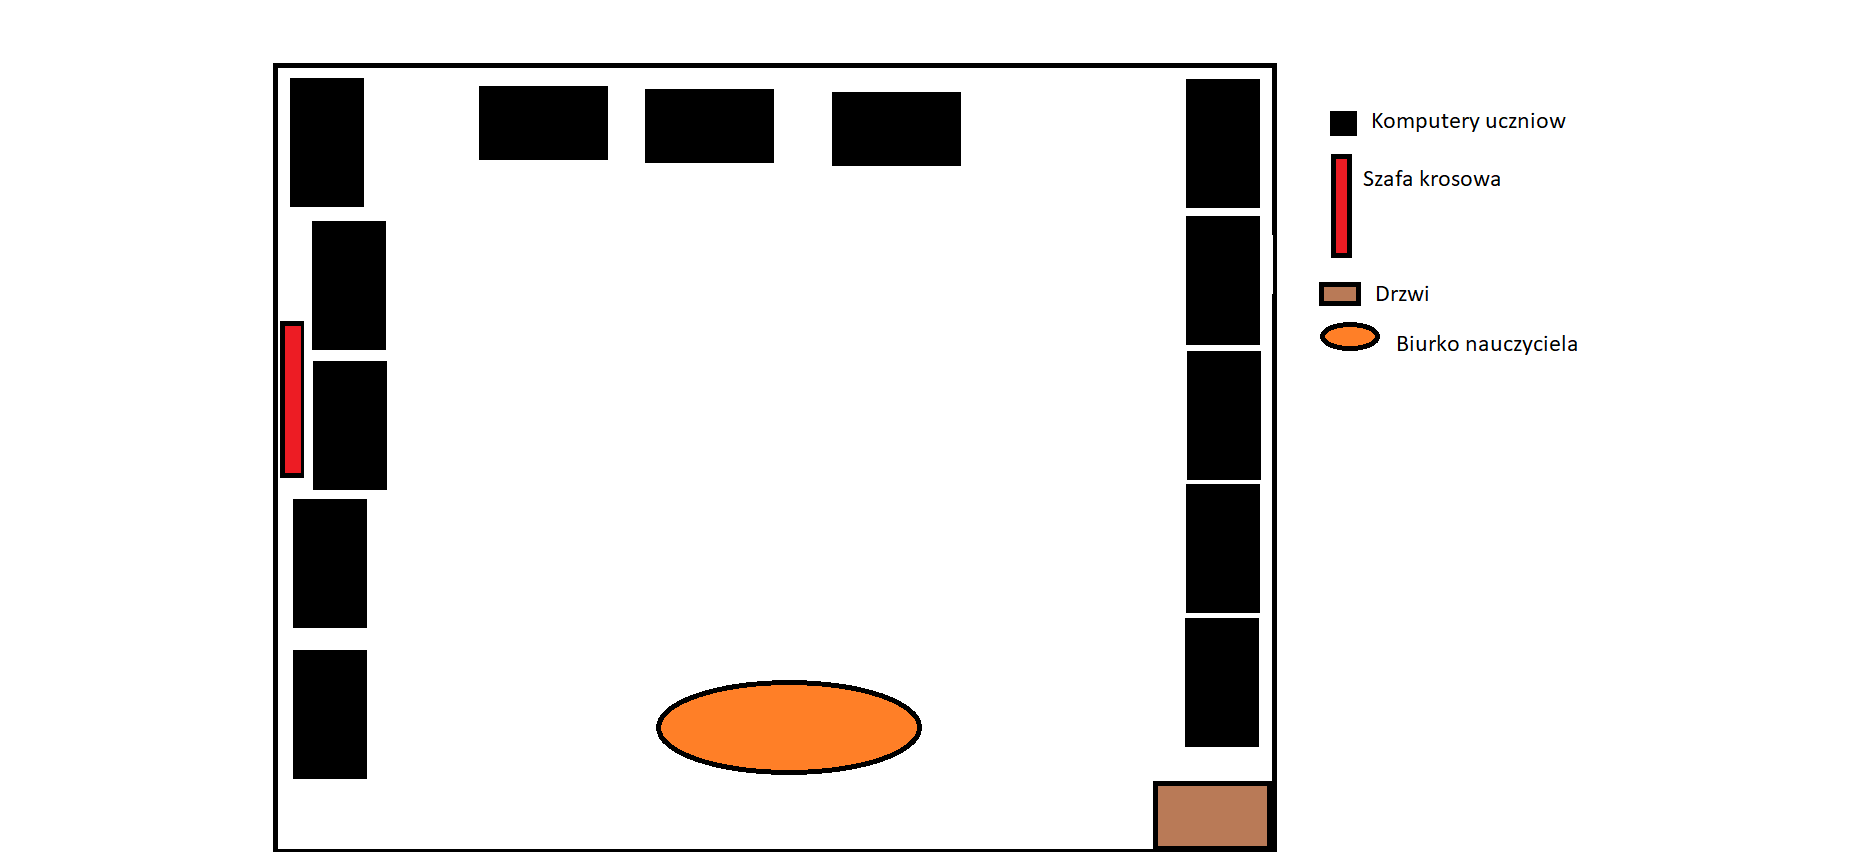 Komputery uczniow
Szafa krosowa
Drzwi
Biurko nauczyciela